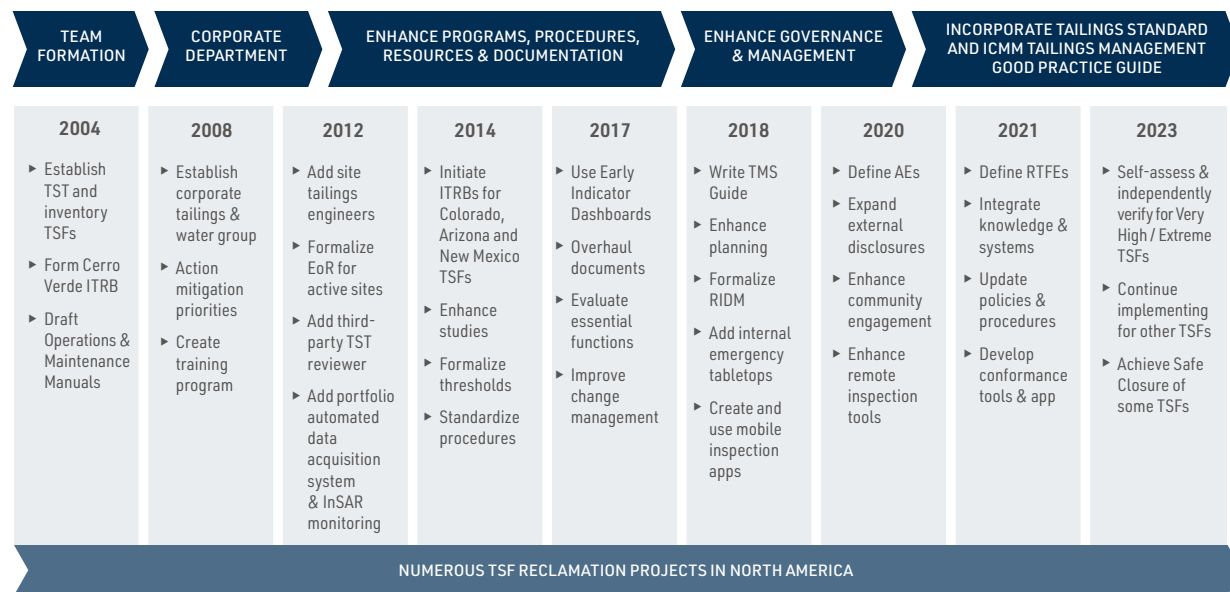 TEAM
FORMATION
CORPORATE
DEPARTMENT
ENHANCE PROGRAMS, PROCEDURES,
RESOURCES & DOCUMENTATION
ENHANCE GOVERNANCE
& MANAGEMENT
INCORPORATE TAILINGS STANDARD
AND ICMM TAILINGS MANAGEMENT
GOOD PRACTICE GUIDE
2004
▸ Establish
TST and
inventory
TSFs
▸ Form Cerro
Verde ITRB
▸ Draft
Operations &
Maintenance
Manuals
2008
▸ Establish
corporate
tailings &
water group
▸ Action
mitigation
priorities
▸ Create
training
program
2012
▸ Add site
tailings
engineers
▸ Formalize
EoR for
active sites
▸ Add third-
party TST
reviewer
▸ Add portfolio
automated
data
acquisition
system
& InSAR
monitoring
2014
▸ Initiate
ITRBs for
Colorado,
Arizona and
New Mexico
TSFs
▸ Enhance
studies
▸ Formalize
thresholds
▸ Standardize
procedures
2017
▸ Use Early
Indicator
Dashboards
▸ Overhaul
documents
▸ Evaluate
essential
functions
▸ Improve
change
management
2018
▸ Write TMS
Guide
▸ Enhance
planning
▸ Formalize
RIDM
▸ Add internal
emergency
tabletops
▸ Create and
use mobile
inspection
apps
2020
▸ Define AEs
▸ Expand
external
disclosures
▸ Enhance
community
engagement
▸ Enhance
remote
inspection
tools
2021
▸ Define RTFEs
▸ Integrate
knowledge &
systems
▸ Update
policies &
procedures
▸ Develop
conformance
tools & app
2023
▸ Self-assess &
independently
verify for Very
High / Extreme
TSFs
▸ Continue
implementing
for other TSFs
▸ Achieve Safe
Closure of
some TSFs
NUMEROUS TSF RECLAMATION PROJECTS IN NORTH AMERICA